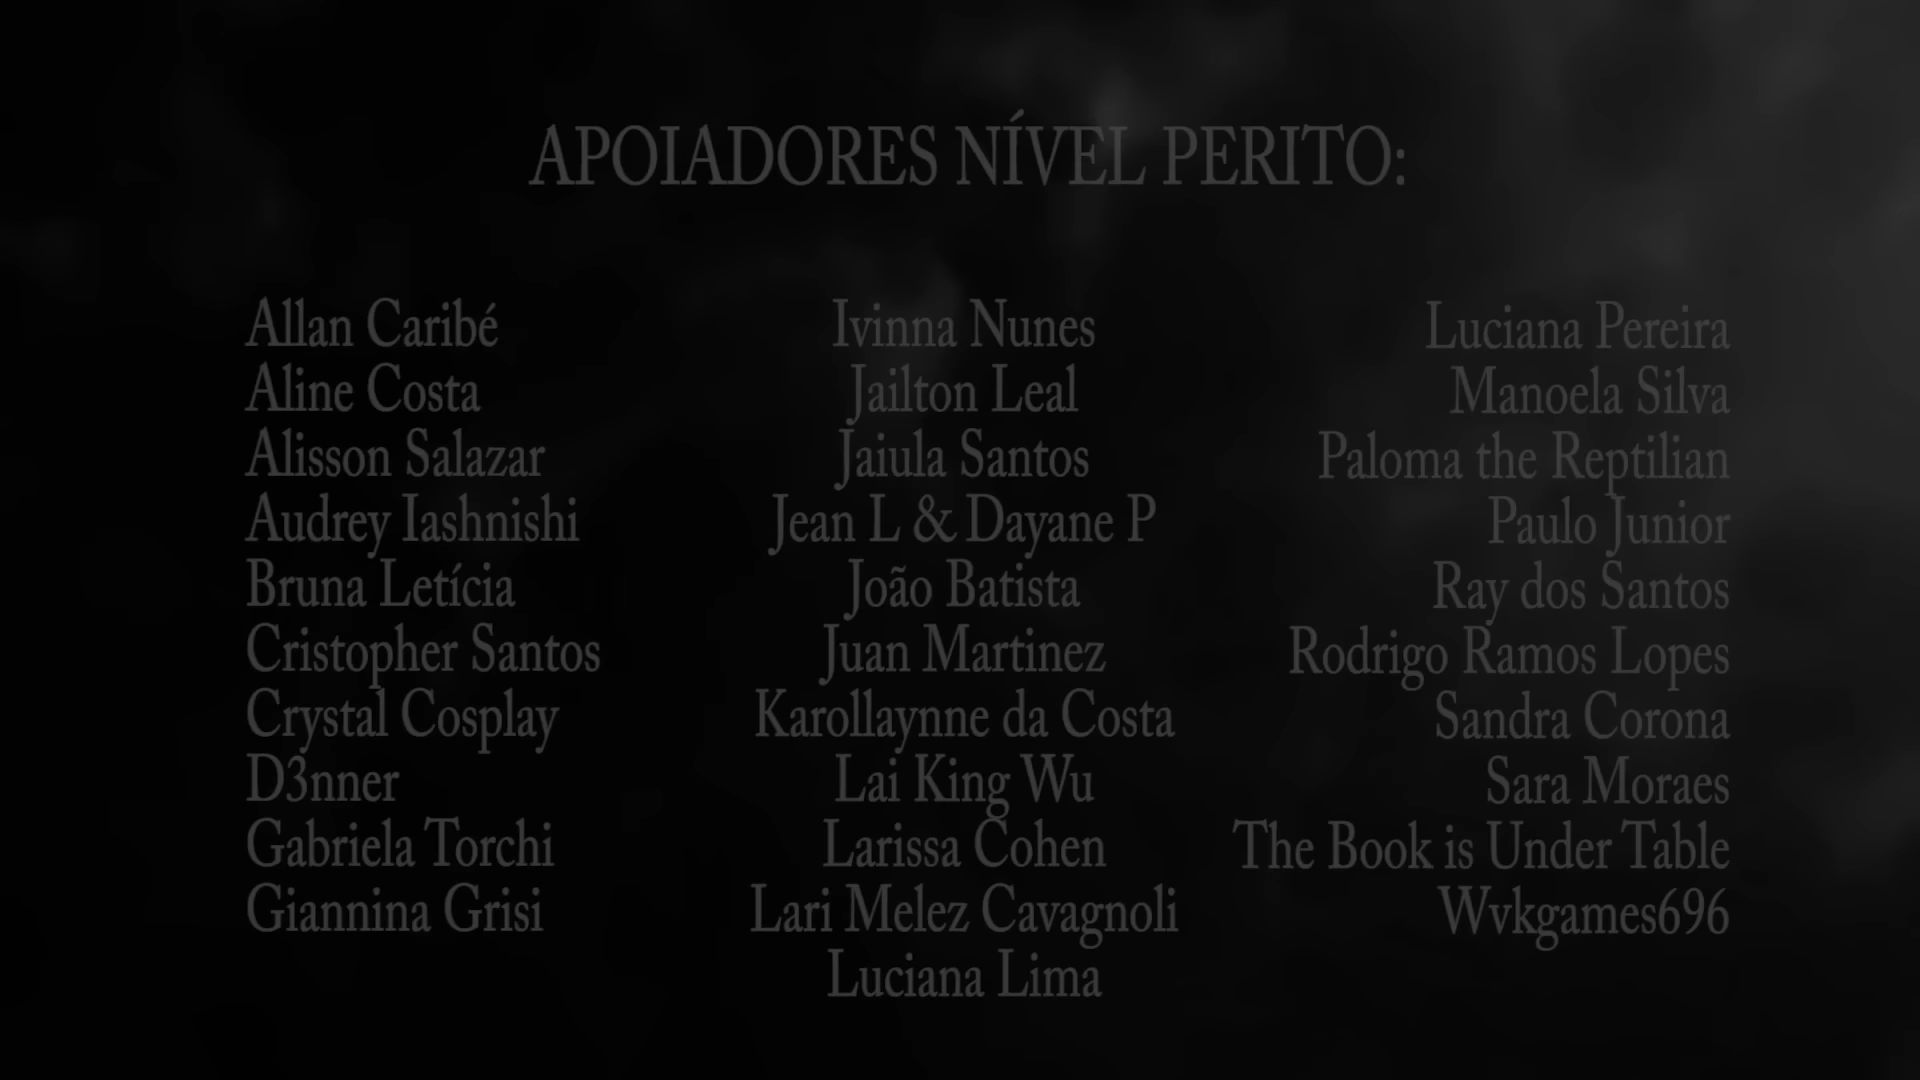 APOIADORES NÍVEL PERITO:
Allan Caribé
Aline Costa
Alisson Salazar
Audrey Iashnishi
Bruna Letícia
Cristopher Santos
Crystal Cosplay
D3nner
Gabriela Torchi
Giannina Grisi
Ivinna Nunes
Jailton Leal
Jaiula Santos
Jean L & Dayane P
João Batista
Juan Martinez
Karollaynne da Costa
Lai King Wu
Larissa Cohen
Lari Melez Cavagnoli
Luciana Lima
Luciana Pereira
Manoela Silva
Paloma the Reptilian
Paulo Junior
Ray dos Santos
Rodrigo Ramos Lopes
Sandra Corona
Sara Moraes
The Book is Under Table
Wvkgames696